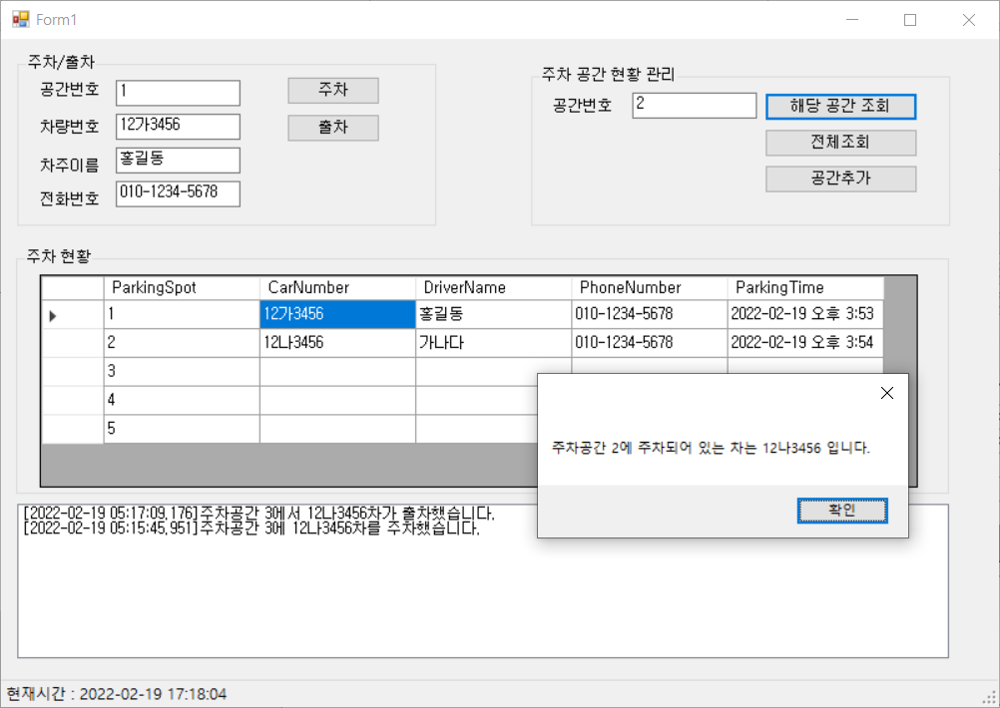 Form1
주차/출차
공간번호 1 주차
차량번호 12가3456 출차
차주이름 홍길동
전화번호 010-1234-5678
주차 공간 현황 관리
공간번호 2 해당 공간 조회
전체조회
공간추가
주차 현황
ParkingSpot CarNumber DriverName PhoneNumber ParkingTime
1 12가3456 홍길동 010-1234-5678 2022-02-19 오후 3:53
2 12나3456 가나다 010-1234-5678 2022-02-19 오후 3:54
3
4
5
주차공간 2에 주차되어 있는 차는 12나3456 입니다.
확인
[2022-02-19 05:17:09,176]주차공간 3에서 12나3456차가 출차했습니다.
[2022-02-19 05:15:45,951]주차공간 3에 12나3456차를 주차했습니다.
현재시간 : 2022-02-19 17:18:04